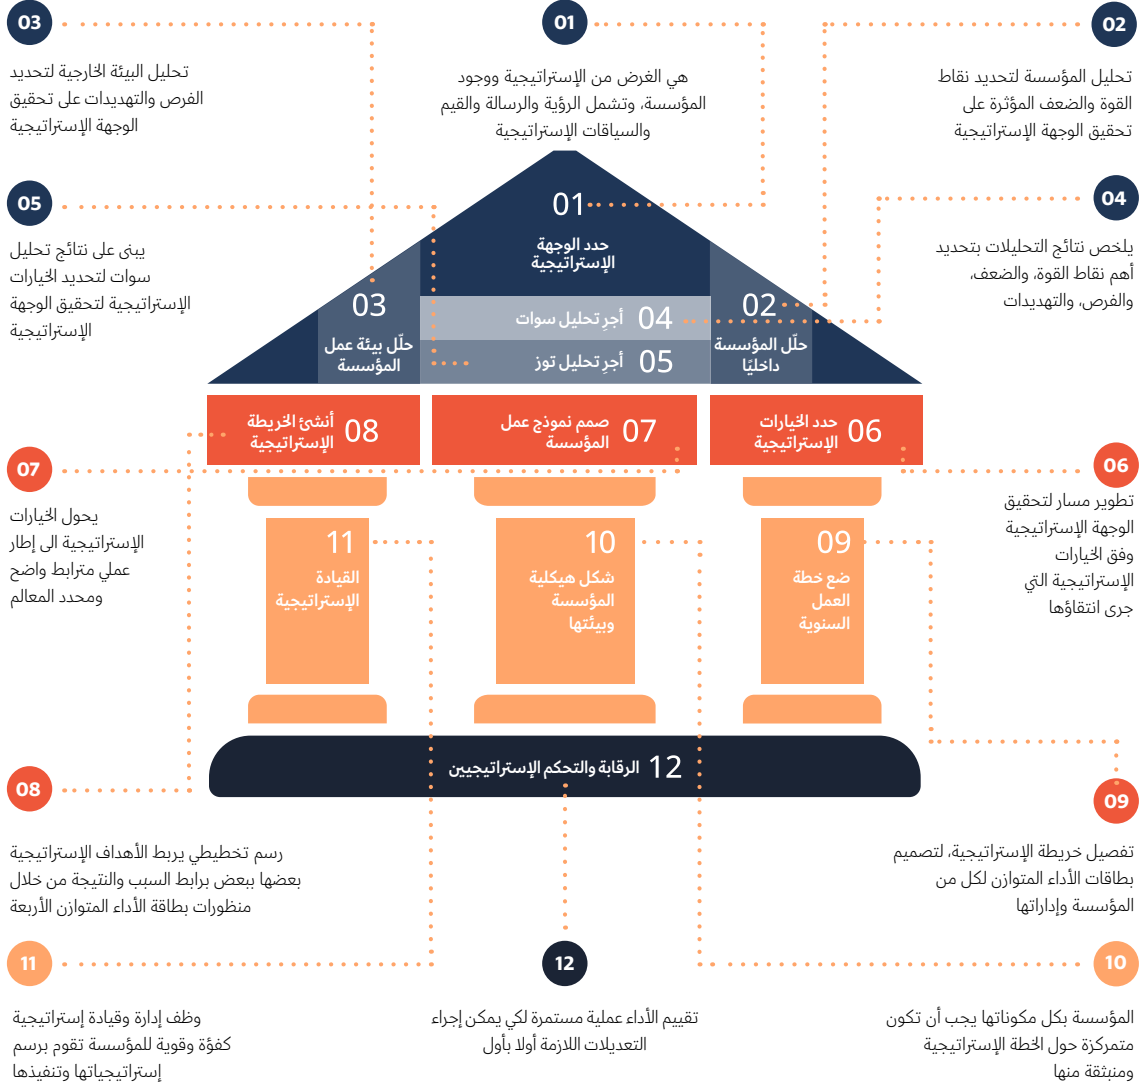 01
هي الغرض من الإستراتيجية ووجود
المؤسسة، وتشمل الرؤية والرسالة والقيم
والسياقات الإستراتيجية
02
تحليل المؤسسة لتحديد نقاط
القوة والضعف المؤثرة على
تحقيق الوجهة الإستراتيجية
03
تحليل البيئة الخارجية لتحديد
الفرص والتهديدات على تحقيق
الوجهة الإستراتيجية
04
يلخص نتائج التحليلات بتحديد
أهم نقاط القوة، والضعف،
والفرص، والتهديدات
05
يبنى على نتائج تحليل
سوات لتحديد الخيارات
الإستراتيجية لتحقيق الوجهة
الإستراتيجية
01
حدد الوجهة
الإستراتيجية
02
حلّل المؤسسة
داخليًا
03
حلّل بيئة عمل
المؤسسة
04 أجرِ تحليل سوات
05 أجرِ تحليل توز
06 حدد الخيارات
الإستراتيجية
07 صمم نموذج عمل
المؤسسة
08 أنشئ الخريطة
الإستراتيجية
09
ضع خطة
العمل
السنوية
10
شكل هيكلية
المؤسسة
وبيئتها
11
القيادة
الإستراتيجية
12 الرقابة والتحكم الإستراتيجيين
06
تطوير مسار لتحقيق
الوجهة الإستراتيجية
وفق الخيارات
الإستراتيجية التي
جرى انتقاؤها
07
يحول الخيارات
الإستراتيجية الى إطار
عملي مترابط واضح
ومحدد المعالم
08
رسم تخطيطي يربط الأهداف الإستراتيجية
بعضها ببعض برابط السبب والنتيجة من خلال
منظورات بطاقة الأداء المتوازن الأربعة
09
تفصيل خريطة الإستراتيجية، لتصميم
بطاقات الأداء المتوازن لكل من
المؤسسة وإداراتها
10
المؤسسة بكل مكوناتها يجب أن تكون
متمركزة حول الخطة الإستراتيجية
ومنبثقة منها
12
تقييم الأداء عملية مستمرة لكي يمكن إجراء
التعديلات اللازمة أولا بأول
11
وظف إدارة وقيادة إستراتيجية
كفؤة وقوية للمؤسسة تقوم برسم
إستراتيجياتها وتنفيذها